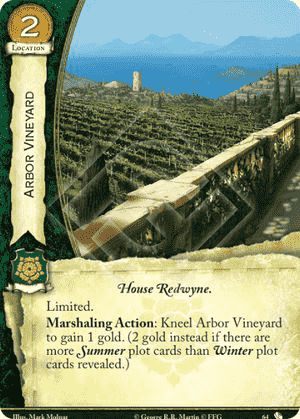 2
LOCATION
ARBOR VINEYARD
House Redwyne.
Limited.
Marshaling Action: Kneel Arbor Vineyard
to gain 1 gold. (2 gold instead if there are
more Summer plot cards than Winter plot
cards revealed.)
Illus. Mark Molnar
© George R.R. Martin © FFG
64